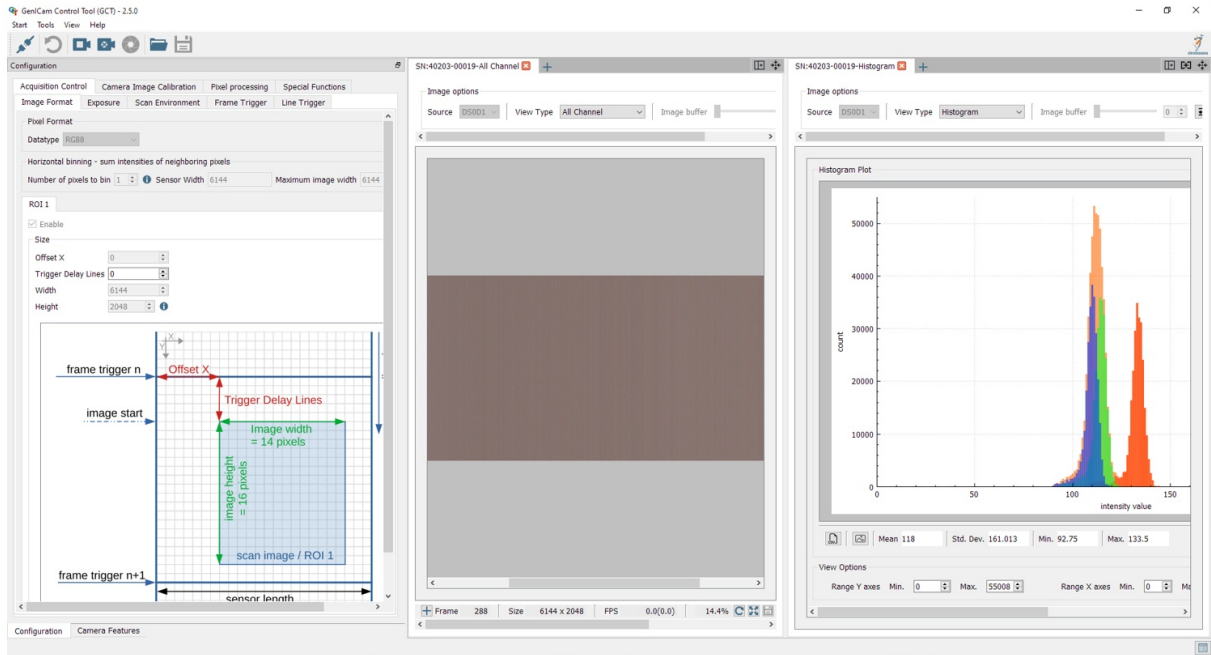 GenICam Control Tool (GCT) - 2.5.0
Start Tools View Help
Configuration
Acquisition Control Camera Image Calibration Pixel processing Special Functions
Image Format Exposure Scan Environment Frame Trigger Line Trigger
Pixel Format
Datatype RGB8
Horizontal binning - sum intensities of neighboring pixels
Number of pixels to bin 1 Sensor Width 6144 Maximum image width 6144
ROI 1
Enable
Size
Offset X 0
Trigger Delay Lines 0
Width 6144
Height 2048
X
Y
frame trigger n
Offset X
Trigger Delay Lines
image start
Image width
= 14 pixels
image height
= 16 pixels
scan image / ROI 1
frame trigger n+1
sensor length
Configuration Camera Features
SN:40203-00019-All Channel
Image options
Source DS0D1 View Type All Channel Image buffer
Frame 288 Size 6144 x 2048 FPS 0.0(0.0) 14.4%
SN:40203-00019-Histogram
Image options
Source DS0D1 View Type Histogram Image buffer 0
Histogram Plot
50000
40000
30000
20000
10000
0
count
0 50 100 150
intensity value
Mean 118 Std. Dev. 161.013 Min. 92.75 Max. 133.5
View Options
Range Y axes Min. 0 Max. 55008 Range X axes Min. 0